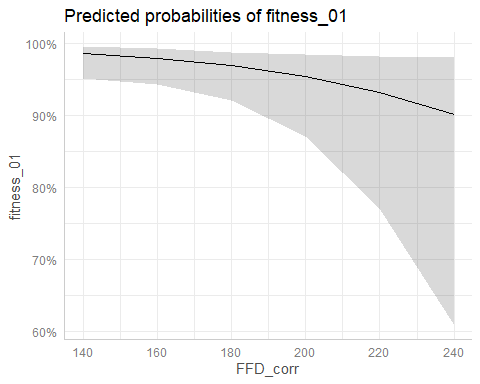 Predicted probabilities of fitness_01
100%
90%
80%
70%
60%
fitness_01
140 160 180 200 220 240
FFD_corr